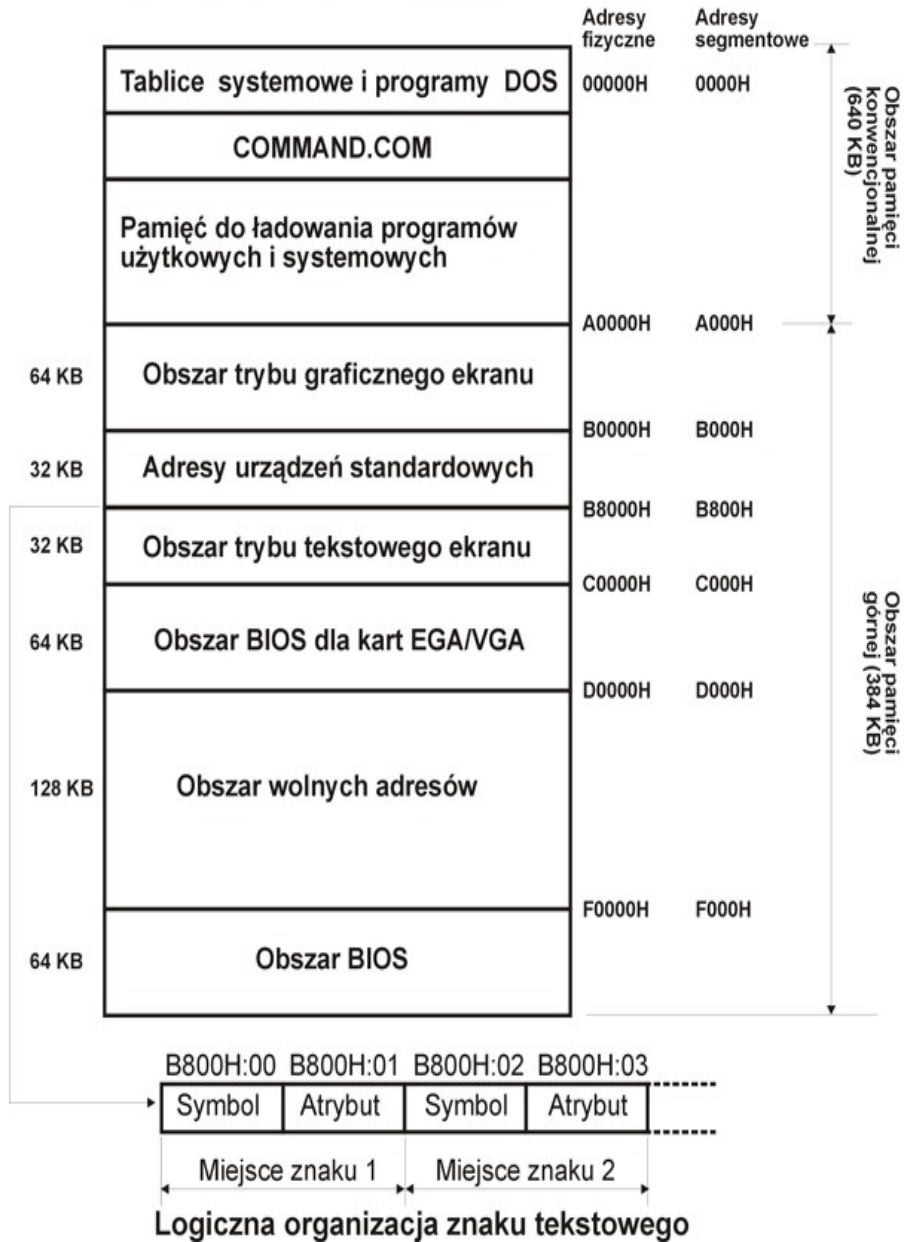 Adresy fizyczne
Adresy segmentowe
Tablice systemowe i programy DOS
00000H
0000H
COMMAND.COM
Pamięć do ładowania programów
użytkowych i systemowych
Obszar pamięci
konwencjonalnej
(640 KB)
A0000H
A000H
64 KB
Obszar trybu graficznego ekranu
B0000H
B000H
32 KB
Adresy urządzeń standardowych
B8000H
B800H
32 KB
Obszar trybu tekstowego ekranu
C0000H
C000H
64 KB
Obszar BIOS dla kart EGA/VGA
D0000H
D000H
Obszar pamięci
górnej (384 KB)
128 KB
Obszar wolnych adresów
F0000H
F000H
64 KB
Obszar BIOS
B800H:00 B800H:01 B800H:02 B800H:03
Symbol Atrybut Symbol Atrybut
Miejsce znaku 1 Miejsce znaku 2
Logiczna organizacja znaku tekstowego